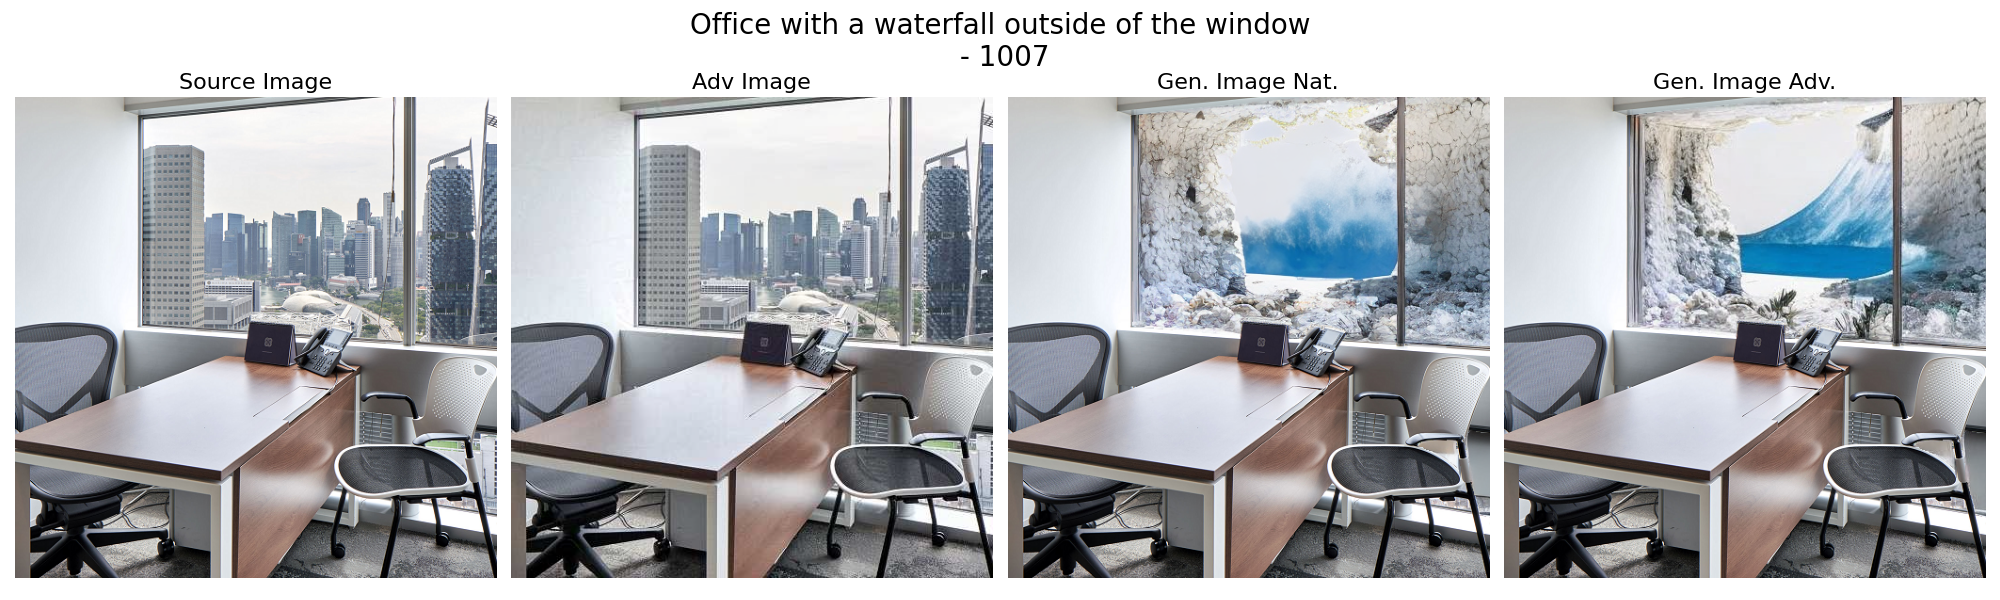 Office with a waterfall outside of the window
- 1007
Source Image
Adv Image
Gen. Image Nat.
Gen. Image Adv.